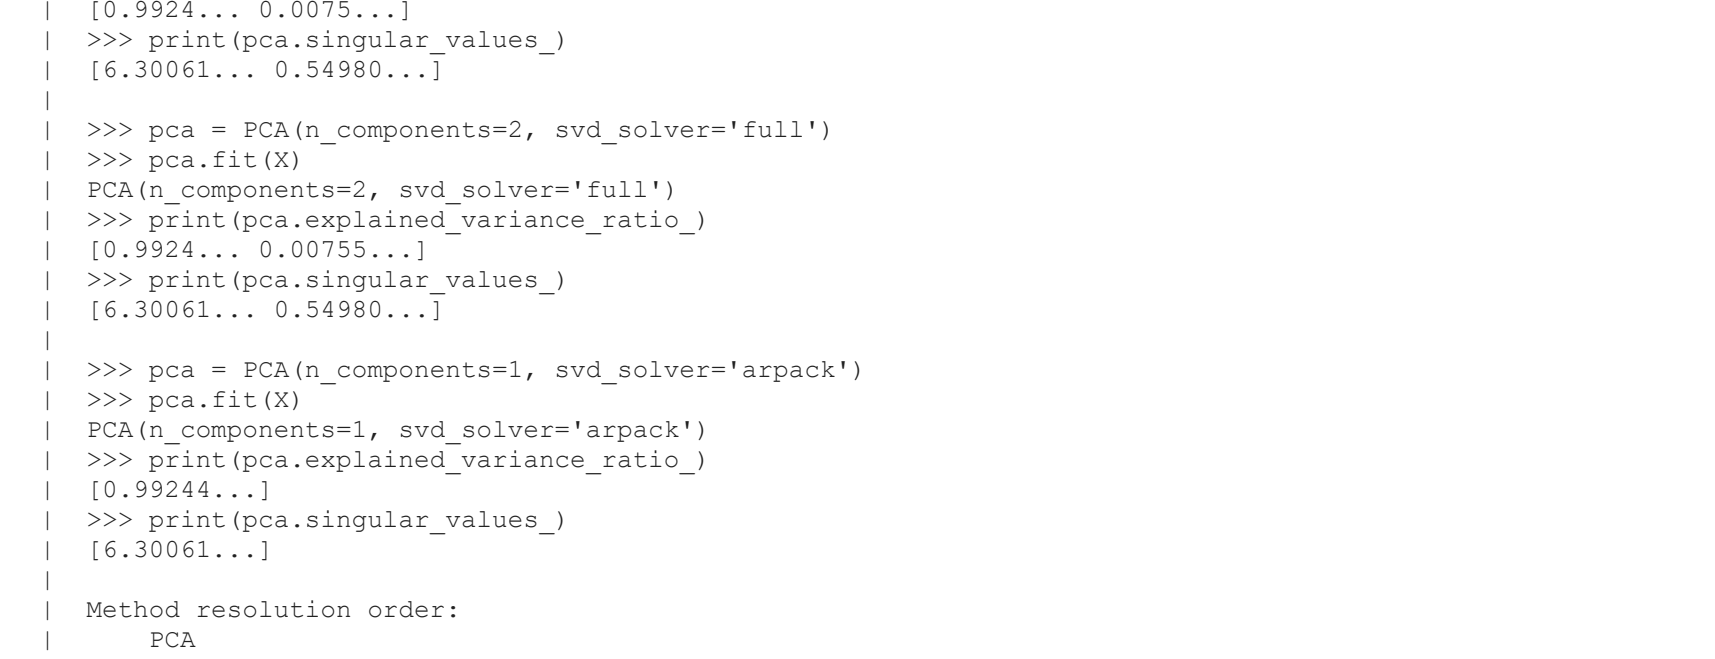 |  [0.9924... 0.0075...]
|  >>> print(pca.singular_values_)
|  [6.30061... 0.54980...]
|
|  >>> pca = PCA(n_components=2, svd_solver='full')
|  >>> pca.fit(X)
|  PCA(n_components=2, svd_solver='full')
|  >>> print(pca.explained_variance_ratio_)
|  [0.9924... 0.00755...]
|  >>> print(pca.singular_values_)
|  [6.30061... 0.54980...]
|
|  >>> pca = PCA(n_components=1, svd_solver='arpack')
|  >>> pca.fit(X)
|  PCA(n_components=1, svd_solver='arpack')
|  >>> print(pca.explained_variance_ratio_)
|  [0.99244...]
|  >>> print(pca.singular_values_)
|  [6.30061...]
|
|  Method resolution order:
|      PCA